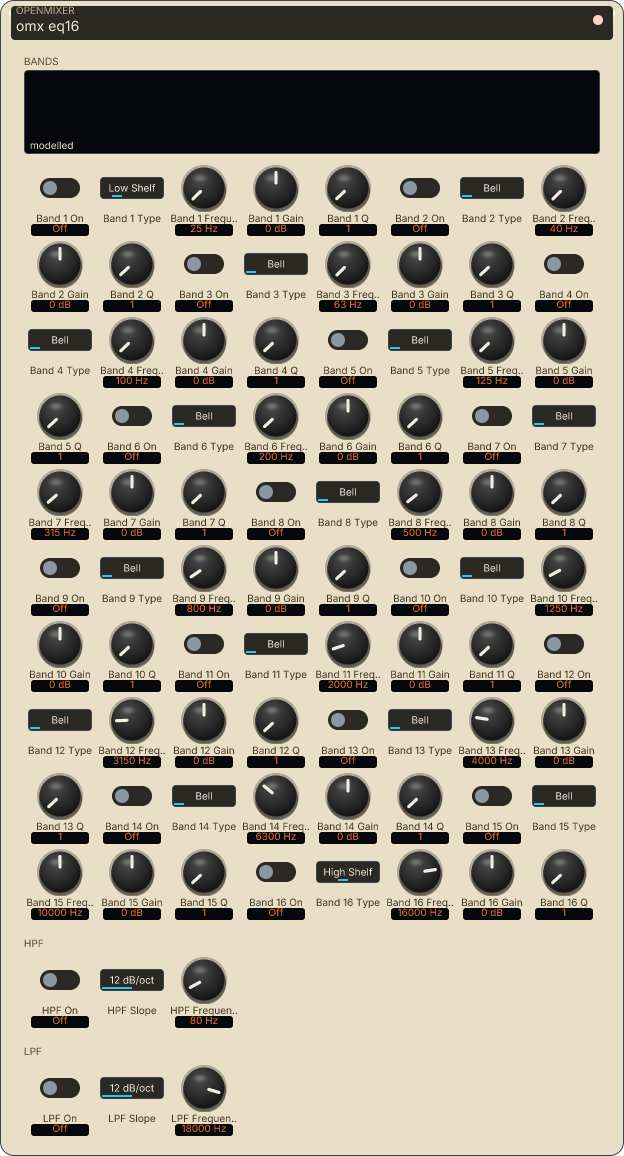 OPENMIXER
omx eq16
BANDS
modelled
Low Shelf Bell
Band 1 On Band 1 Type Band 1 Frequ.. Band 1 Gain Band 1 Q Band 2 On Band 2 Type Band 2 Freq..
Off 25 Hz 0 dB 1 Off 40 Hz
Bell
Band 2 Gain Band 2 Q Band 3 On Band 3 Type Band 3 Freq.. Band 3 Gain Band 3 Q Band 4 On
0 dB 1 Off 63 Hz 0 dB 1 Off
Bell Bell
Band 4 Type Band 4 Freq.. Band 4 Gain Band 4 Q Band 5 On Band 5 Type Band 5 Freq.. Band 5 Gain
100 Hz 0 dB 1 Off 125 Hz 0 dB
Bell Bell
Band 5 Q Band 6 On Band 6 Type Band 6 Freq.. Band 6 Gain Band 6 Q Band 7 On Band 7 Type
1 Off 200 Hz 0 dB 1 Off
Bell
Band 7 Freq.. Band 7 Gain Band 7 Q Band 8 On Band 8 Type Band 8 Freq.. Band 8 Gain Band 8 Q
315 Hz 0 dB 1 Off 500 Hz 0 dB 1
Bell Bell
Band 9 On Band 9 Type Band 9 Freq.. Band 9 Gain Band 9 Q Band 10 On Band 10 Type Band 10 Freq..
Off 800 Hz 0 dB 1 Off 1250 Hz
Bell
Band 10 Gain Band 10 Q Band 11 On Band 11 Type Band 11 Freq.. Band 11 Gain Band 11 Q Band 12 On
0 dB 1 Off 2000 Hz 0 dB 1 Off
Bell Bell
Band 12 Type Band 12 Freq.. Band 12 Gain Band 12 Q Band 13 On Band 13 Type Band 13 Freq.. Band 13 Gain
3150 Hz 0 dB 1 Off 4000 Hz 0 dB
Bell Bell
Band 13 Q Band 14 On Band 14 Type Band 14 Freq.. Band 14 Gain Band 14 Q Band 15 On Band 15 Type
1 Off 6300 Hz 0 dB 1 Off
High Shelf
Band 15 Freq.. Band 15 Gain Band 15 Q Band 16 On Band 16 Type Band 16 Freq.. Band 16 Gain Band 16 Q
10000 Hz 0 dB 1 Off 16000 Hz 0 dB 1
HPF
12 dB/oct
HPF On HPF Slope HPF Frequen..
Off 80 Hz
LPF
12 dB/oct
LPF On LPF Slope LPF Frequen..
Off 18000 Hz